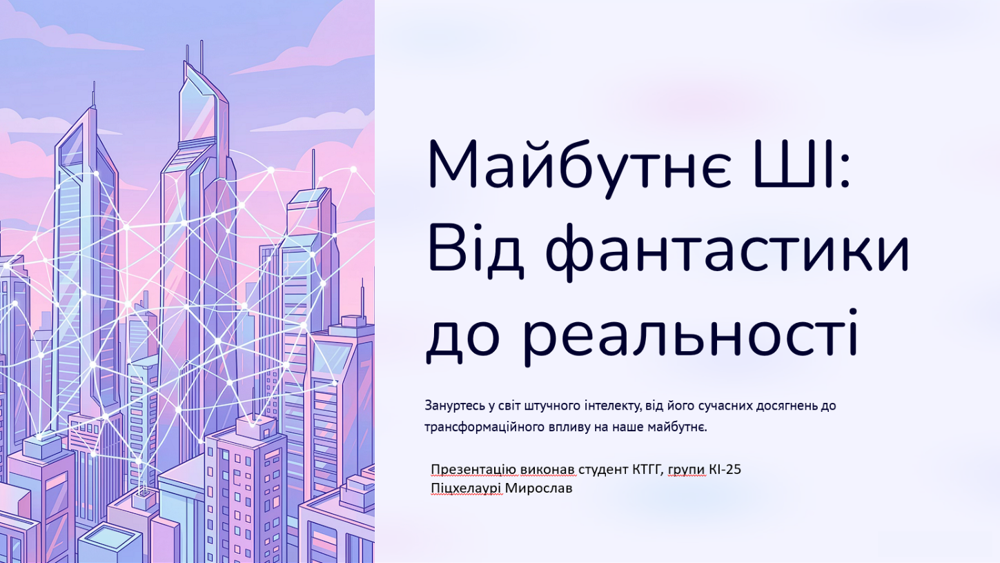 Майбутнє ШІ:
Від фантастики
до реальності
Зануртесь у світ штучного інтелекту, від його сучасних досягнень до
трансформаційного впливу на наше майбутнє.
Презентацію виконав студент КТГГ, групи КІ-25
Піцхелаурі Мирослав